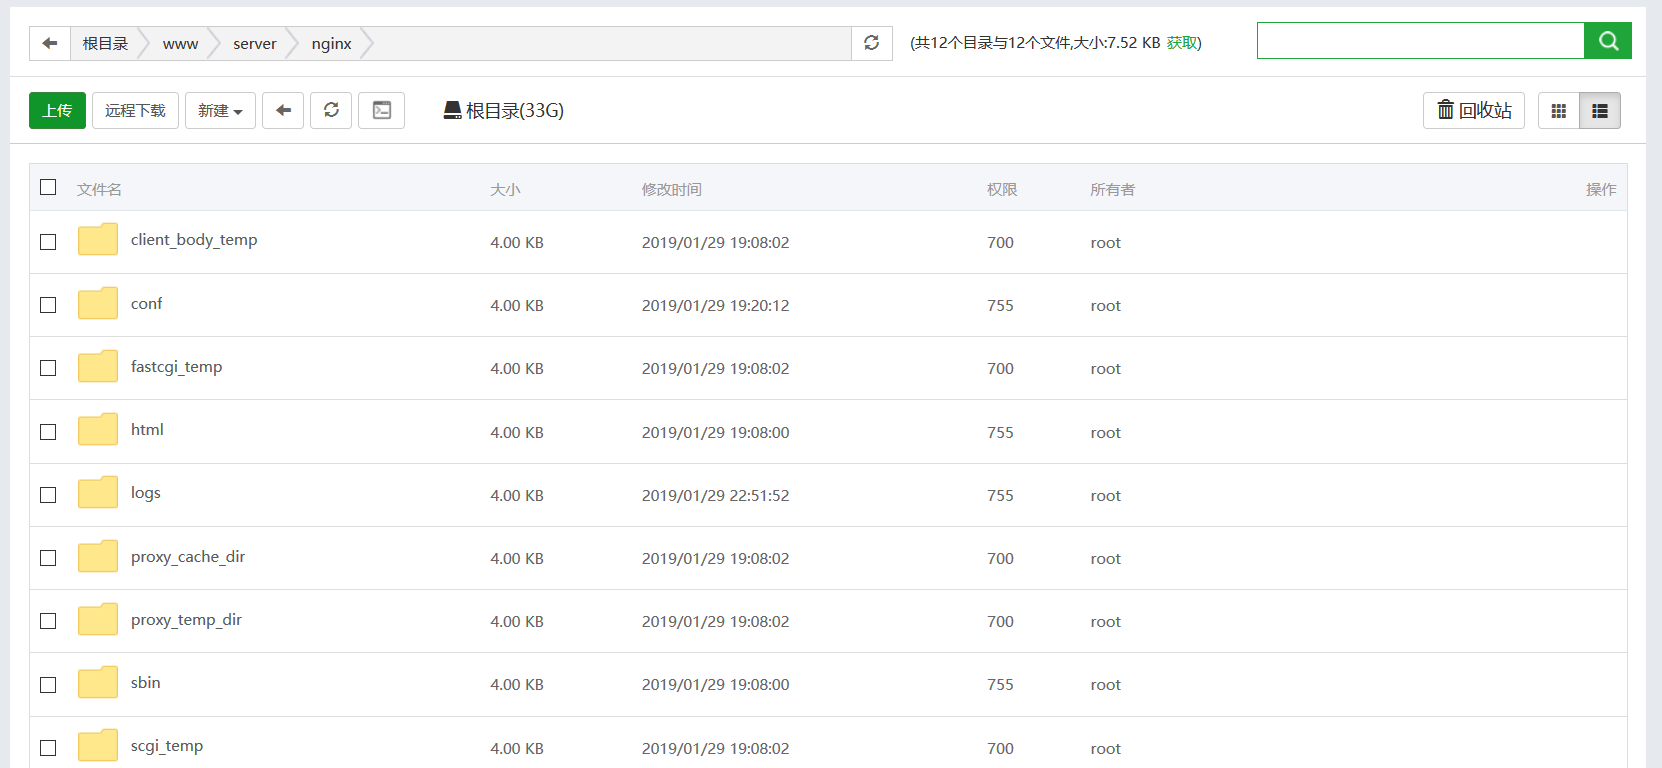 根目录 www server nginx (共12个目录与12个文件,大小:7.52 KB 获取)
上传 远程下载 新建 根目录(33G) 回收站
文件名 大小 修改时间 权限 所有者 操作
client_body_temp 4.00 KB 2019/01/29 19:08:02 700 root
conf 4.00 KB 2019/01/29 19:20:12 755 root
fastcgi_temp 4.00 KB 2019/01/29 19:08:02 700 root
html 4.00 KB 2019/01/29 19:08:00 755 root
logs 4.00 KB 2019/01/29 22:51:52 755 root
proxy_cache_dir 4.00 KB 2019/01/29 19:08:02 700 root
proxy_temp_dir 4.00 KB 2019/01/29 19:08:02 700 root
sbin 4.00 KB 2019/01/29 19:08:00 755 root
scgi_temp 4.00 KB 2019/01/29 19:08:02 700 root